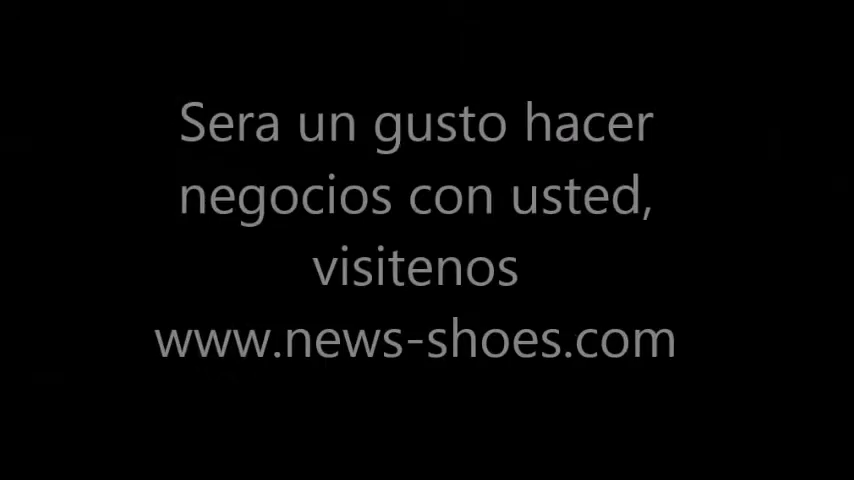 Sera un gusto hacer
negocios con usted,
visitenos
www.news-shoes.com